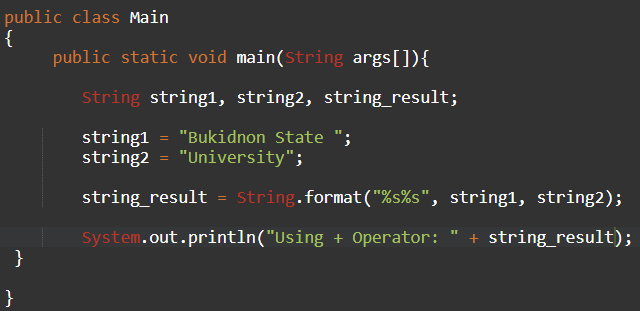 public class Main
{
public static void main(String args[]){
String string1, string2, string_result;
string1 = "Bukidnon State ";
string2 = "University";
string_result = String.format("%s%s", string1, string2);
System.out.println("Using + Operator: " + string_result);
}
}